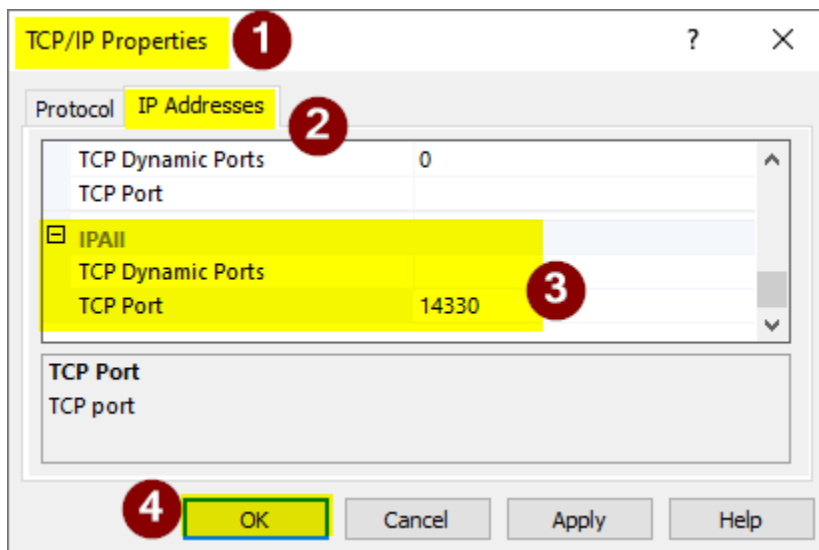 TCP/IP Properties 1 ? ×
Protocol IP Addresses 2
TCP Dynamic Ports 0
TCP Port
IPAll
TCP Dynamic Ports
TCP Port 14330 3
TCP Port
TCP port
4 OK Cancel Apply Help